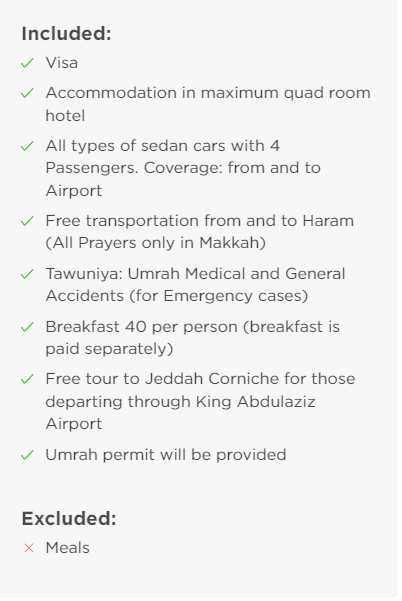 Included:
Visa
Accommodation in maximum quad room
hotel
All types of sedan cars with 4
Passengers. Coverage: from and to
Airport
Free transportation from and to Haram
(All Prayers only in Makkah)
Tawuniya: Umrah Medical and General
Accidents (for Emergency cases)
Breakfast 40 per person (breakfast is
paid separately)
Free tour to Jeddah Corniche for those
departing through King Abdulaziz
Airport
Umrah permit will be provided
Excluded:
Meals